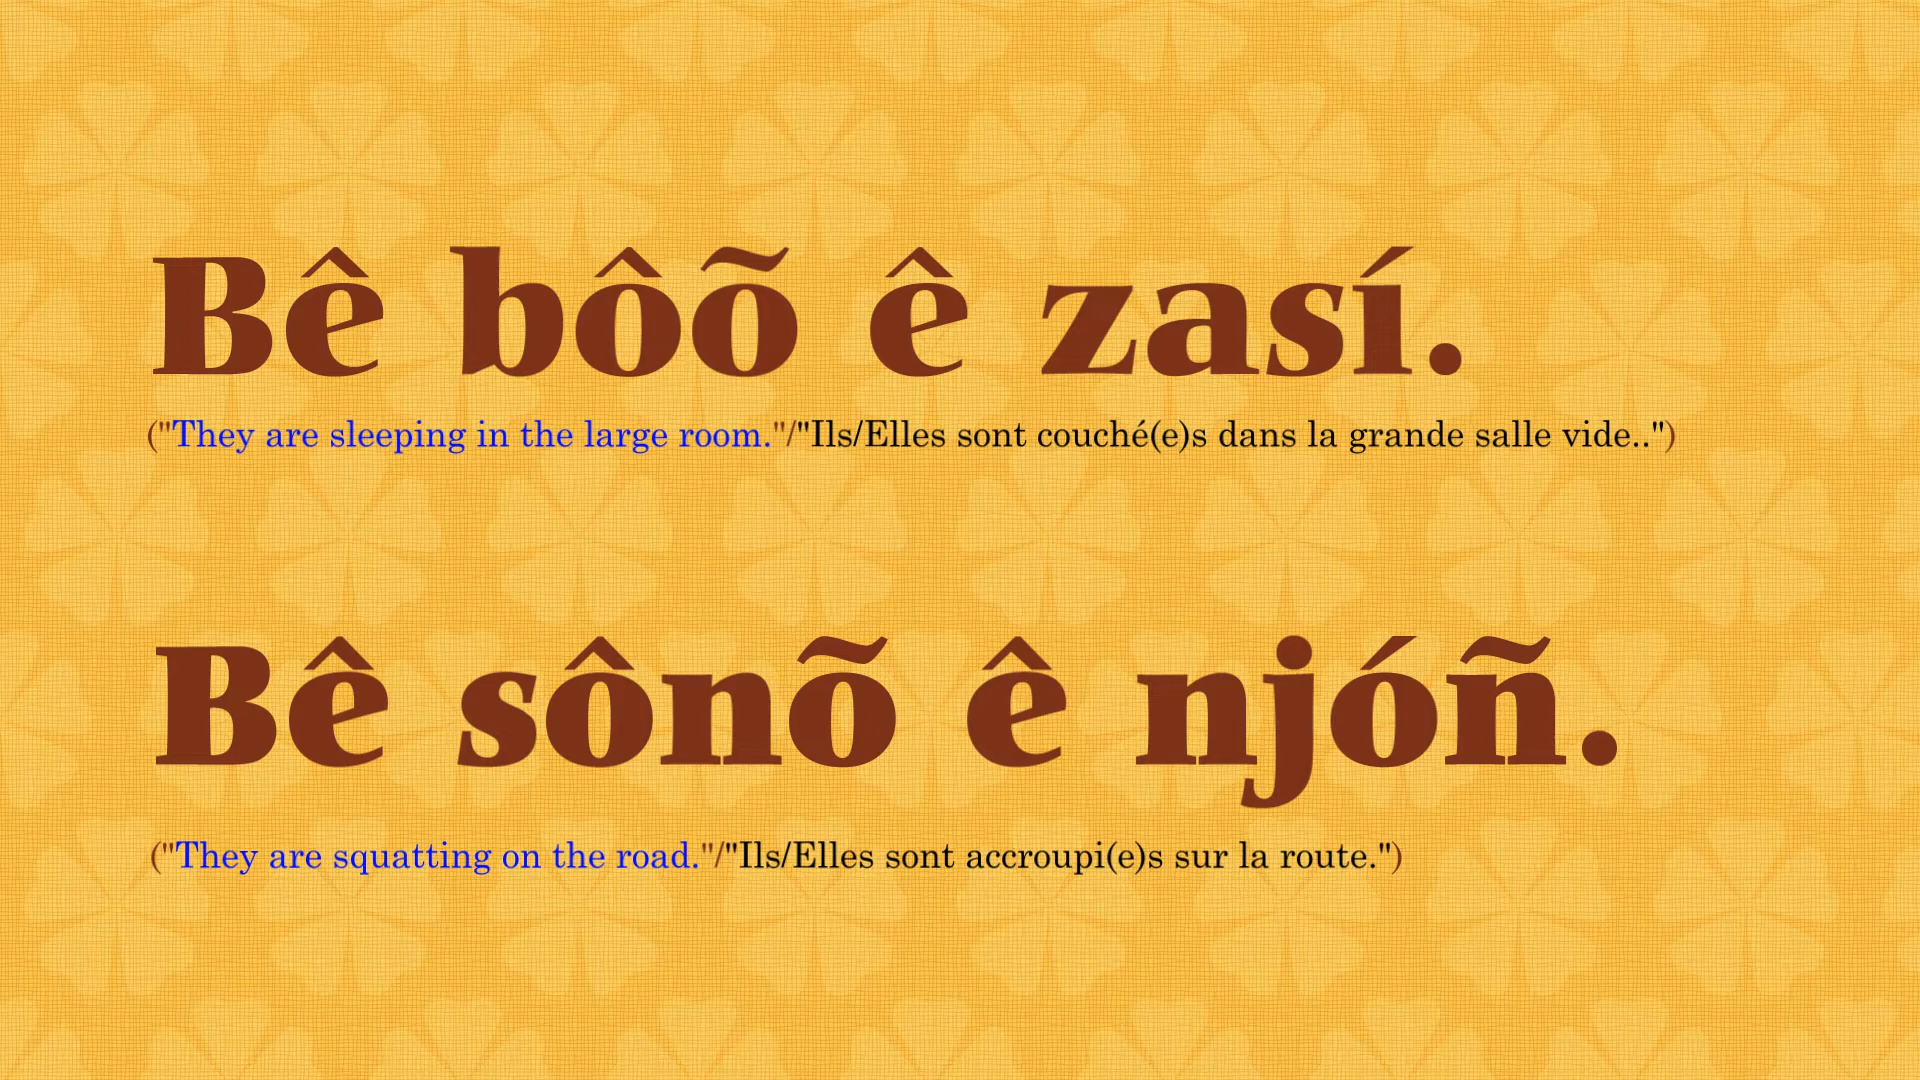 Bê bôõ ê zasí.
("They are sleeping in the large room."/"Ils/Elles sont couché(e)s dans la grande salle vide..")
Bê sônõ ê njóñ.
("They are squatting on the road."/"Ils/Elles sont accroupi(e)s sur la route.")